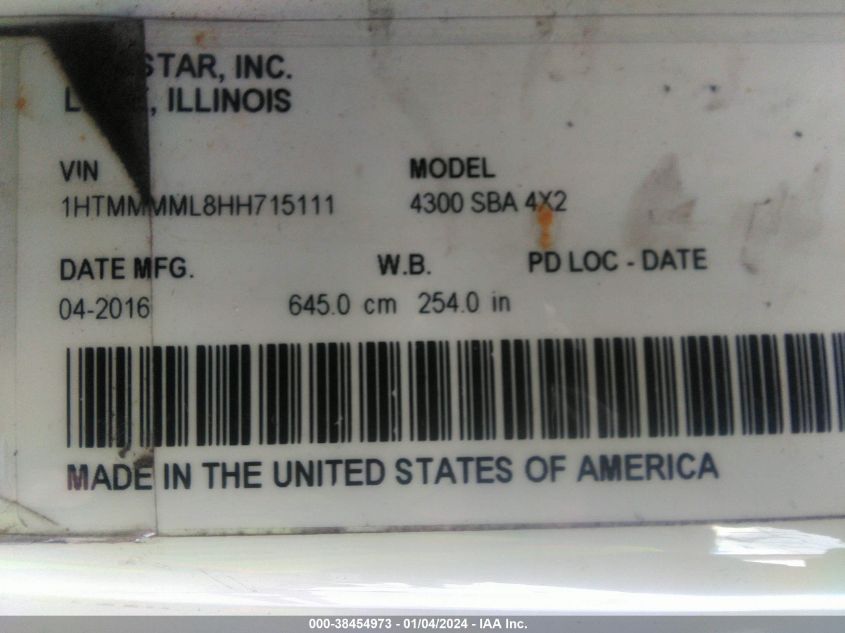 STAR, INC.
ILLINOIS
VIN MODEL
1HTMMMML8HH715111 4300 SBA 4X2
DATE MFG. W.B. PD LOC - DATE
04-2016 645.0 cm 254.0 in
MADE IN THE UNITED STATES OF AMERICA
000-38454973 - 01/04/2024 - IAA Inc.